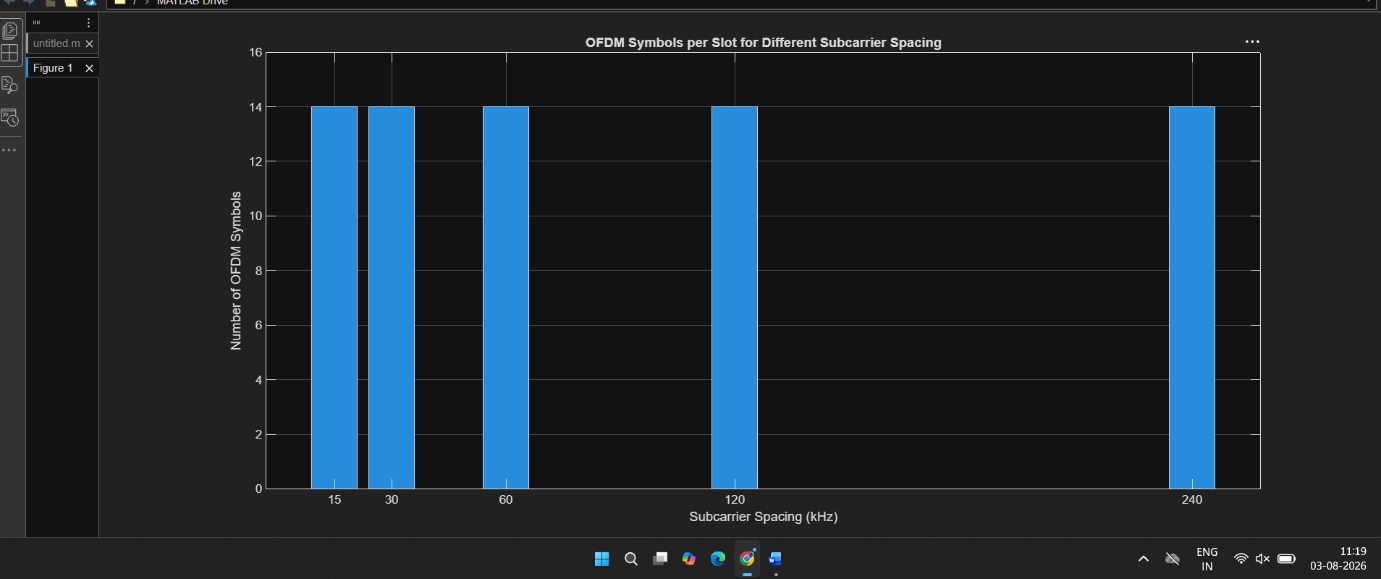 / › MATLAB Drive
untitled.m ×
Figure 1 ×
OFDM Symbols per Slot for Different Subcarrier Spacing
16
14
12
10
8
6
4
2
0
Number of OFDM Symbols
15 30 60 120 240
Subcarrier Spacing (kHz)
ENG
IN
11:19
03-08-2026